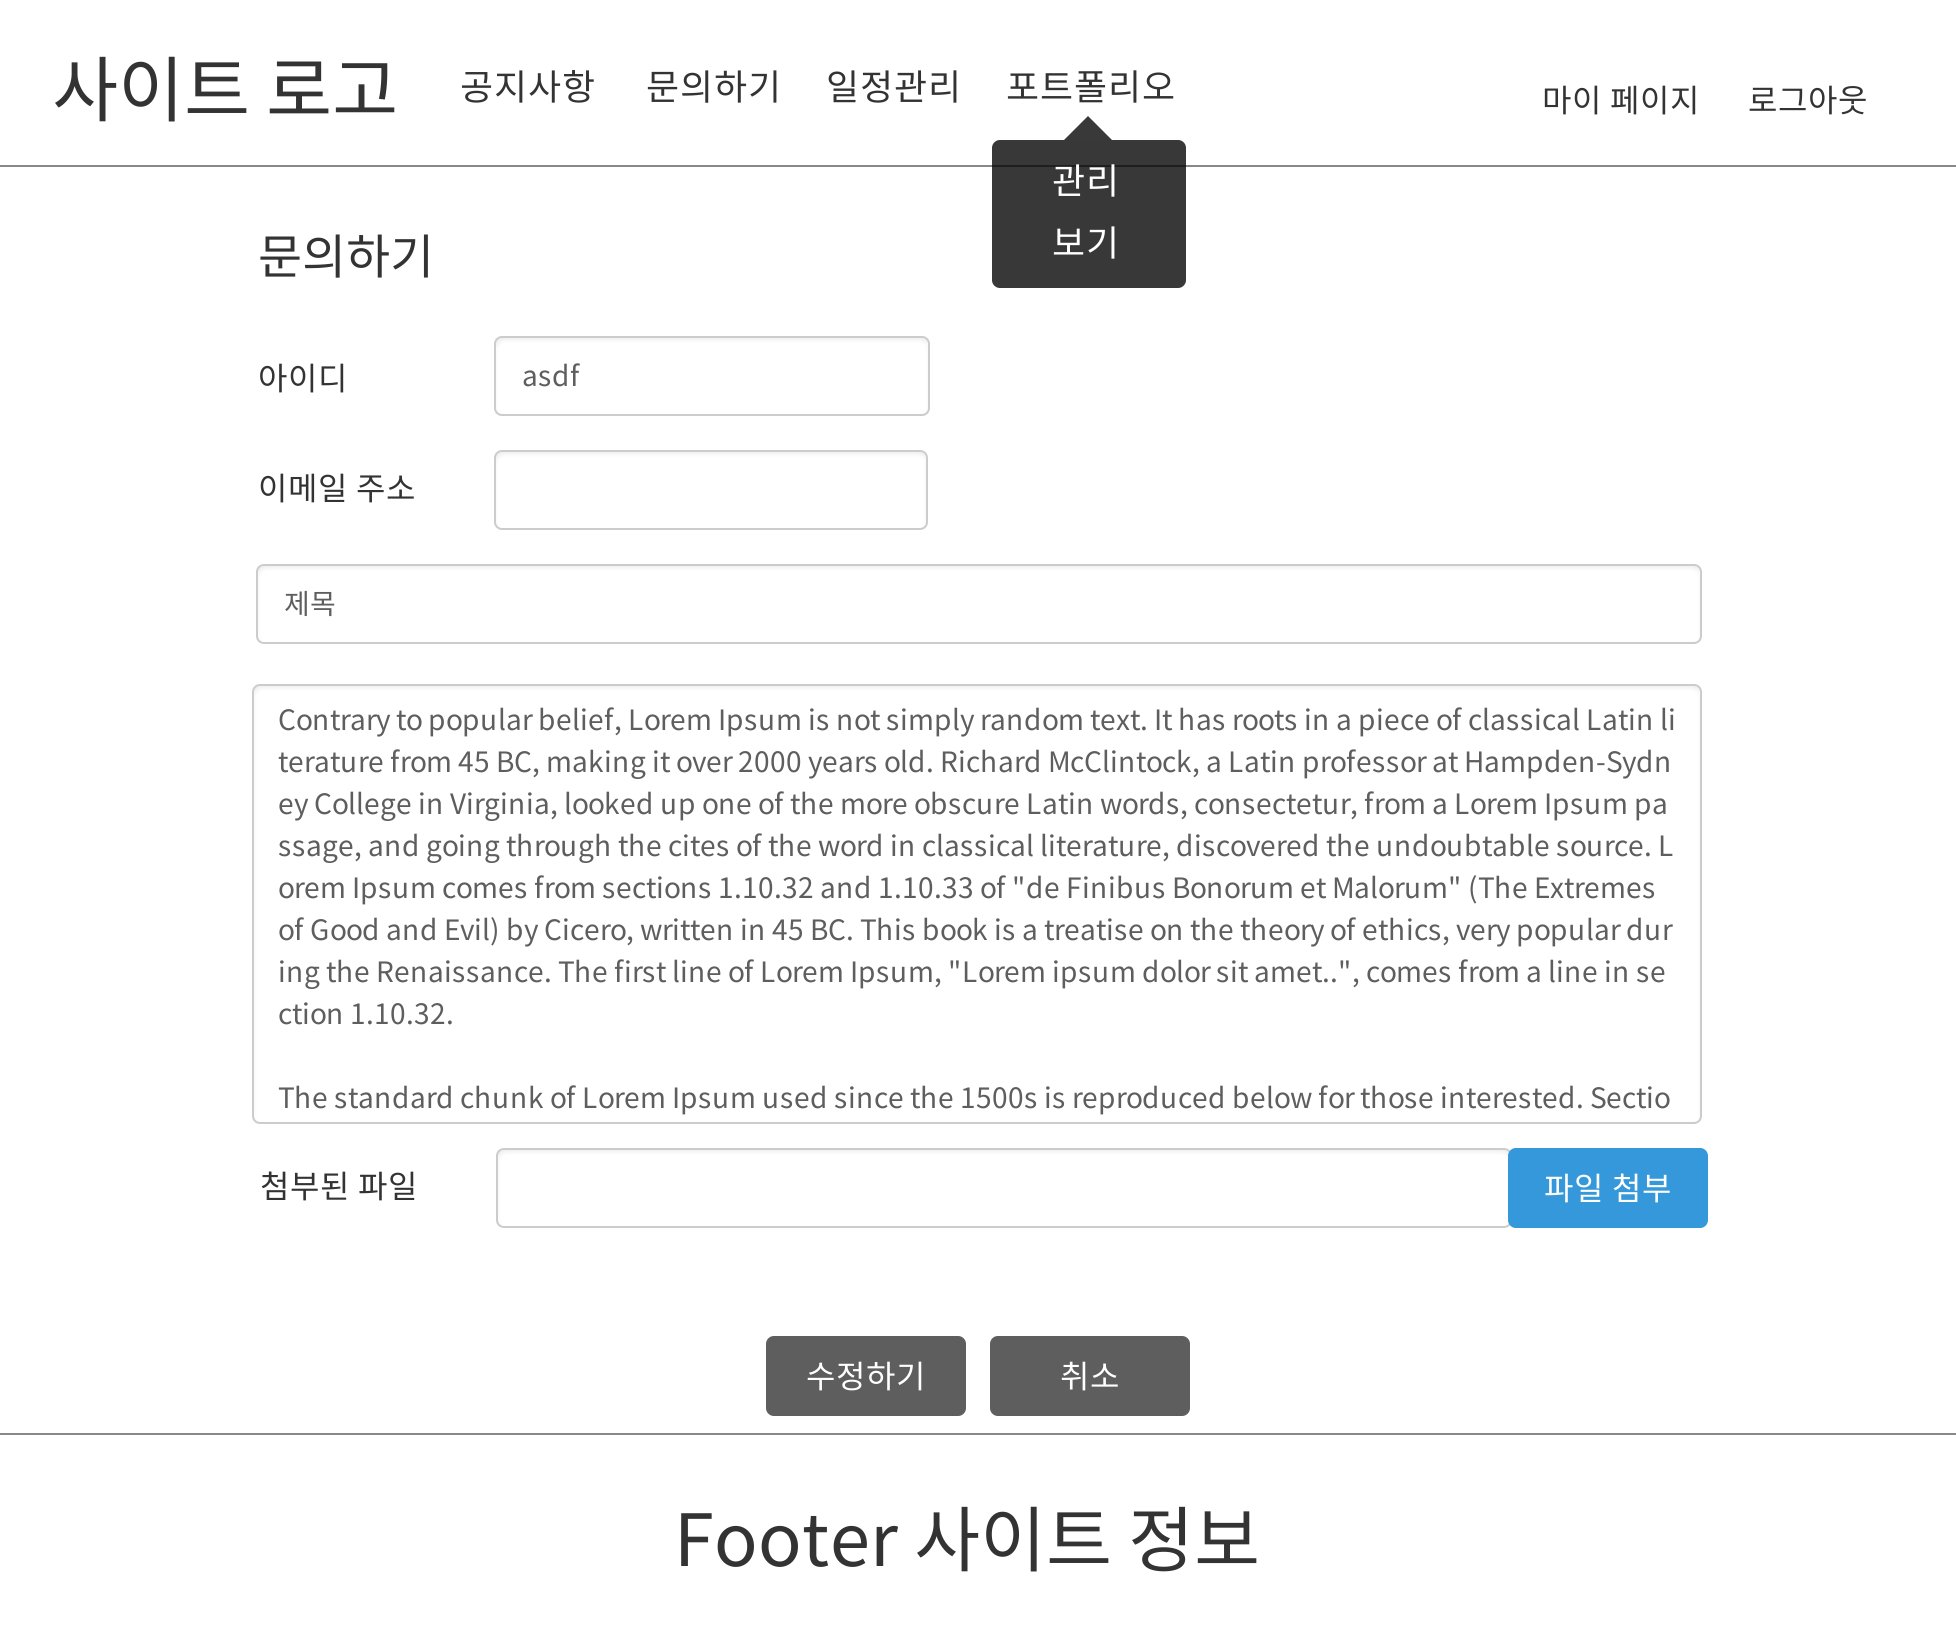 사이트 로고 공지사항 문의하기 일정관리 포트폴리오 마이 페이지 로그아웃
관리
보기
문의하기
아이디 asdf
이메일 주소
제목
Contrary to popular belief, Lorem Ipsum is not simply random text. It has roots in a piece of classical Latin li
terature from 45 BC, making it over 2000 years old. Richard McClintock, a Latin professor at Hampden-Sydn
ey College in Virginia, looked up one of the more obscure Latin words, consectetur, from a Lorem Ipsum pa
ssage, and going through the cites of the word in classical literature, discovered the undoubtable source. L
orem Ipsum comes from sections 1.10.32 and 1.10.33 of "de Finibus Bonorum et Malorum" (The Extremes
of Good and Evil) by Cicero, written in 45 BC. This book is a treatise on the theory of ethics, very popular dur
ing the Renaissance. The first line of Lorem Ipsum, "Lorem ipsum dolor sit amet..", comes from a line in se
ction 1.10.32.
The standard chunk of Lorem Ipsum used since the 1500s is reproduced below for those interested. Sectio
첨부된 파일 파일 첨부
수정하기 취소
Footer 사이트 정보